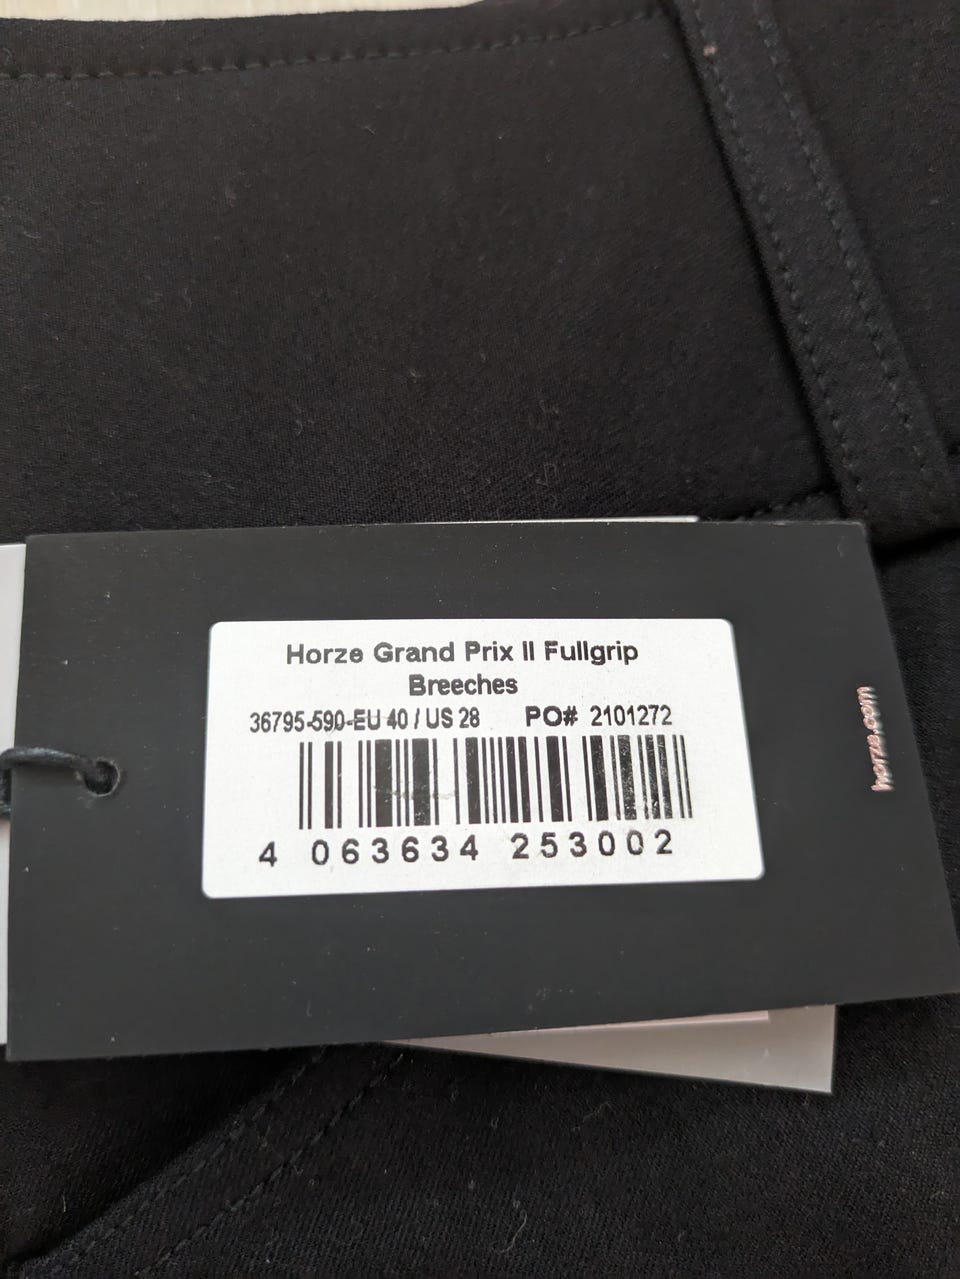 Horze Grand Prix II Fullgrip
Breeches
36795-590-EU 40 / US 28 PO# 2101272
4 063634 253002
horze.com